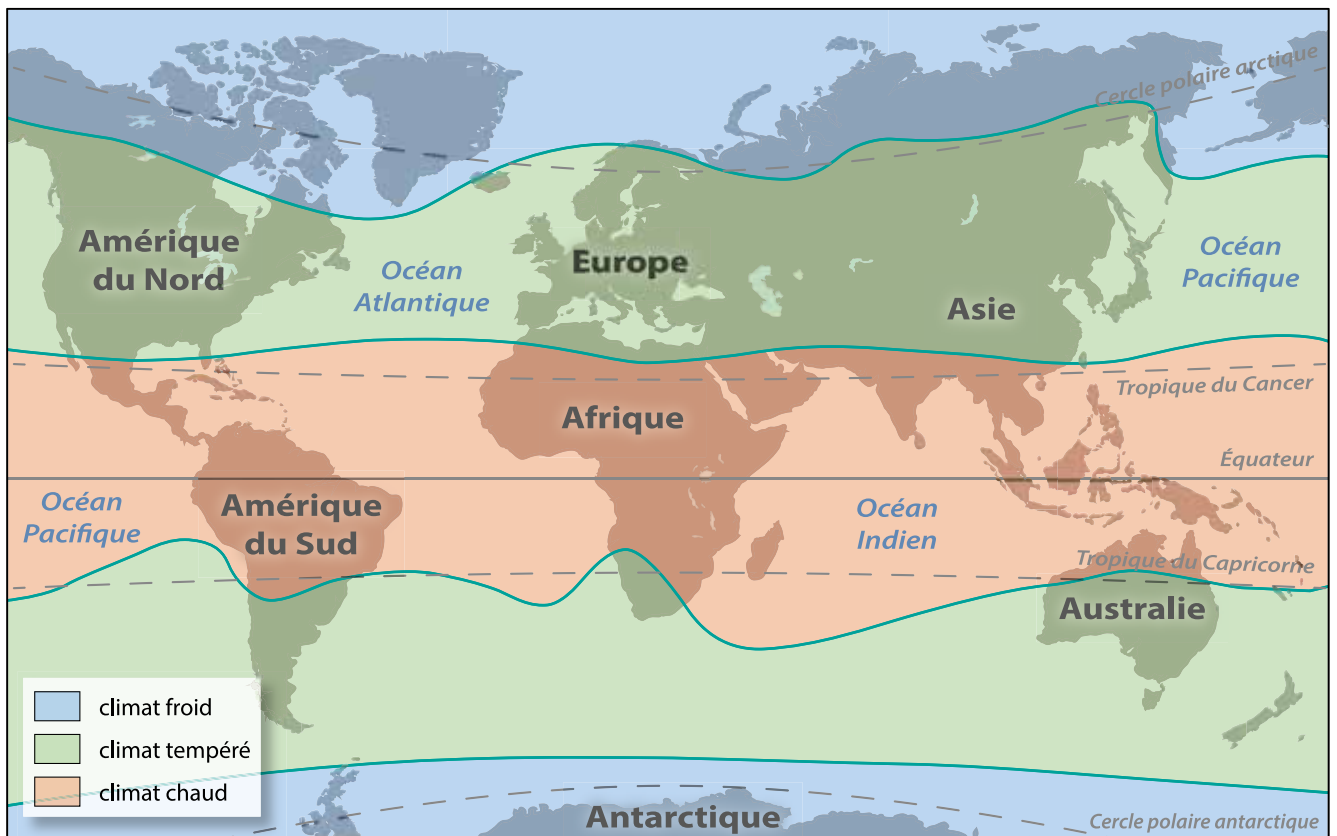 Cercle polaire arctique
Amérique
du Nord
Océan
Atlantique
Europe
Asie
Océan
Pacifique
Tropique du Cancer
Afrique
Équateur
Océan
Pacifique
Amérique
du Sud
Océan
Indien
Tropique du Capricorne
Australie
climat froid
climat tempéré
climat chaud
Antarctique
Cercle polaire antarctique